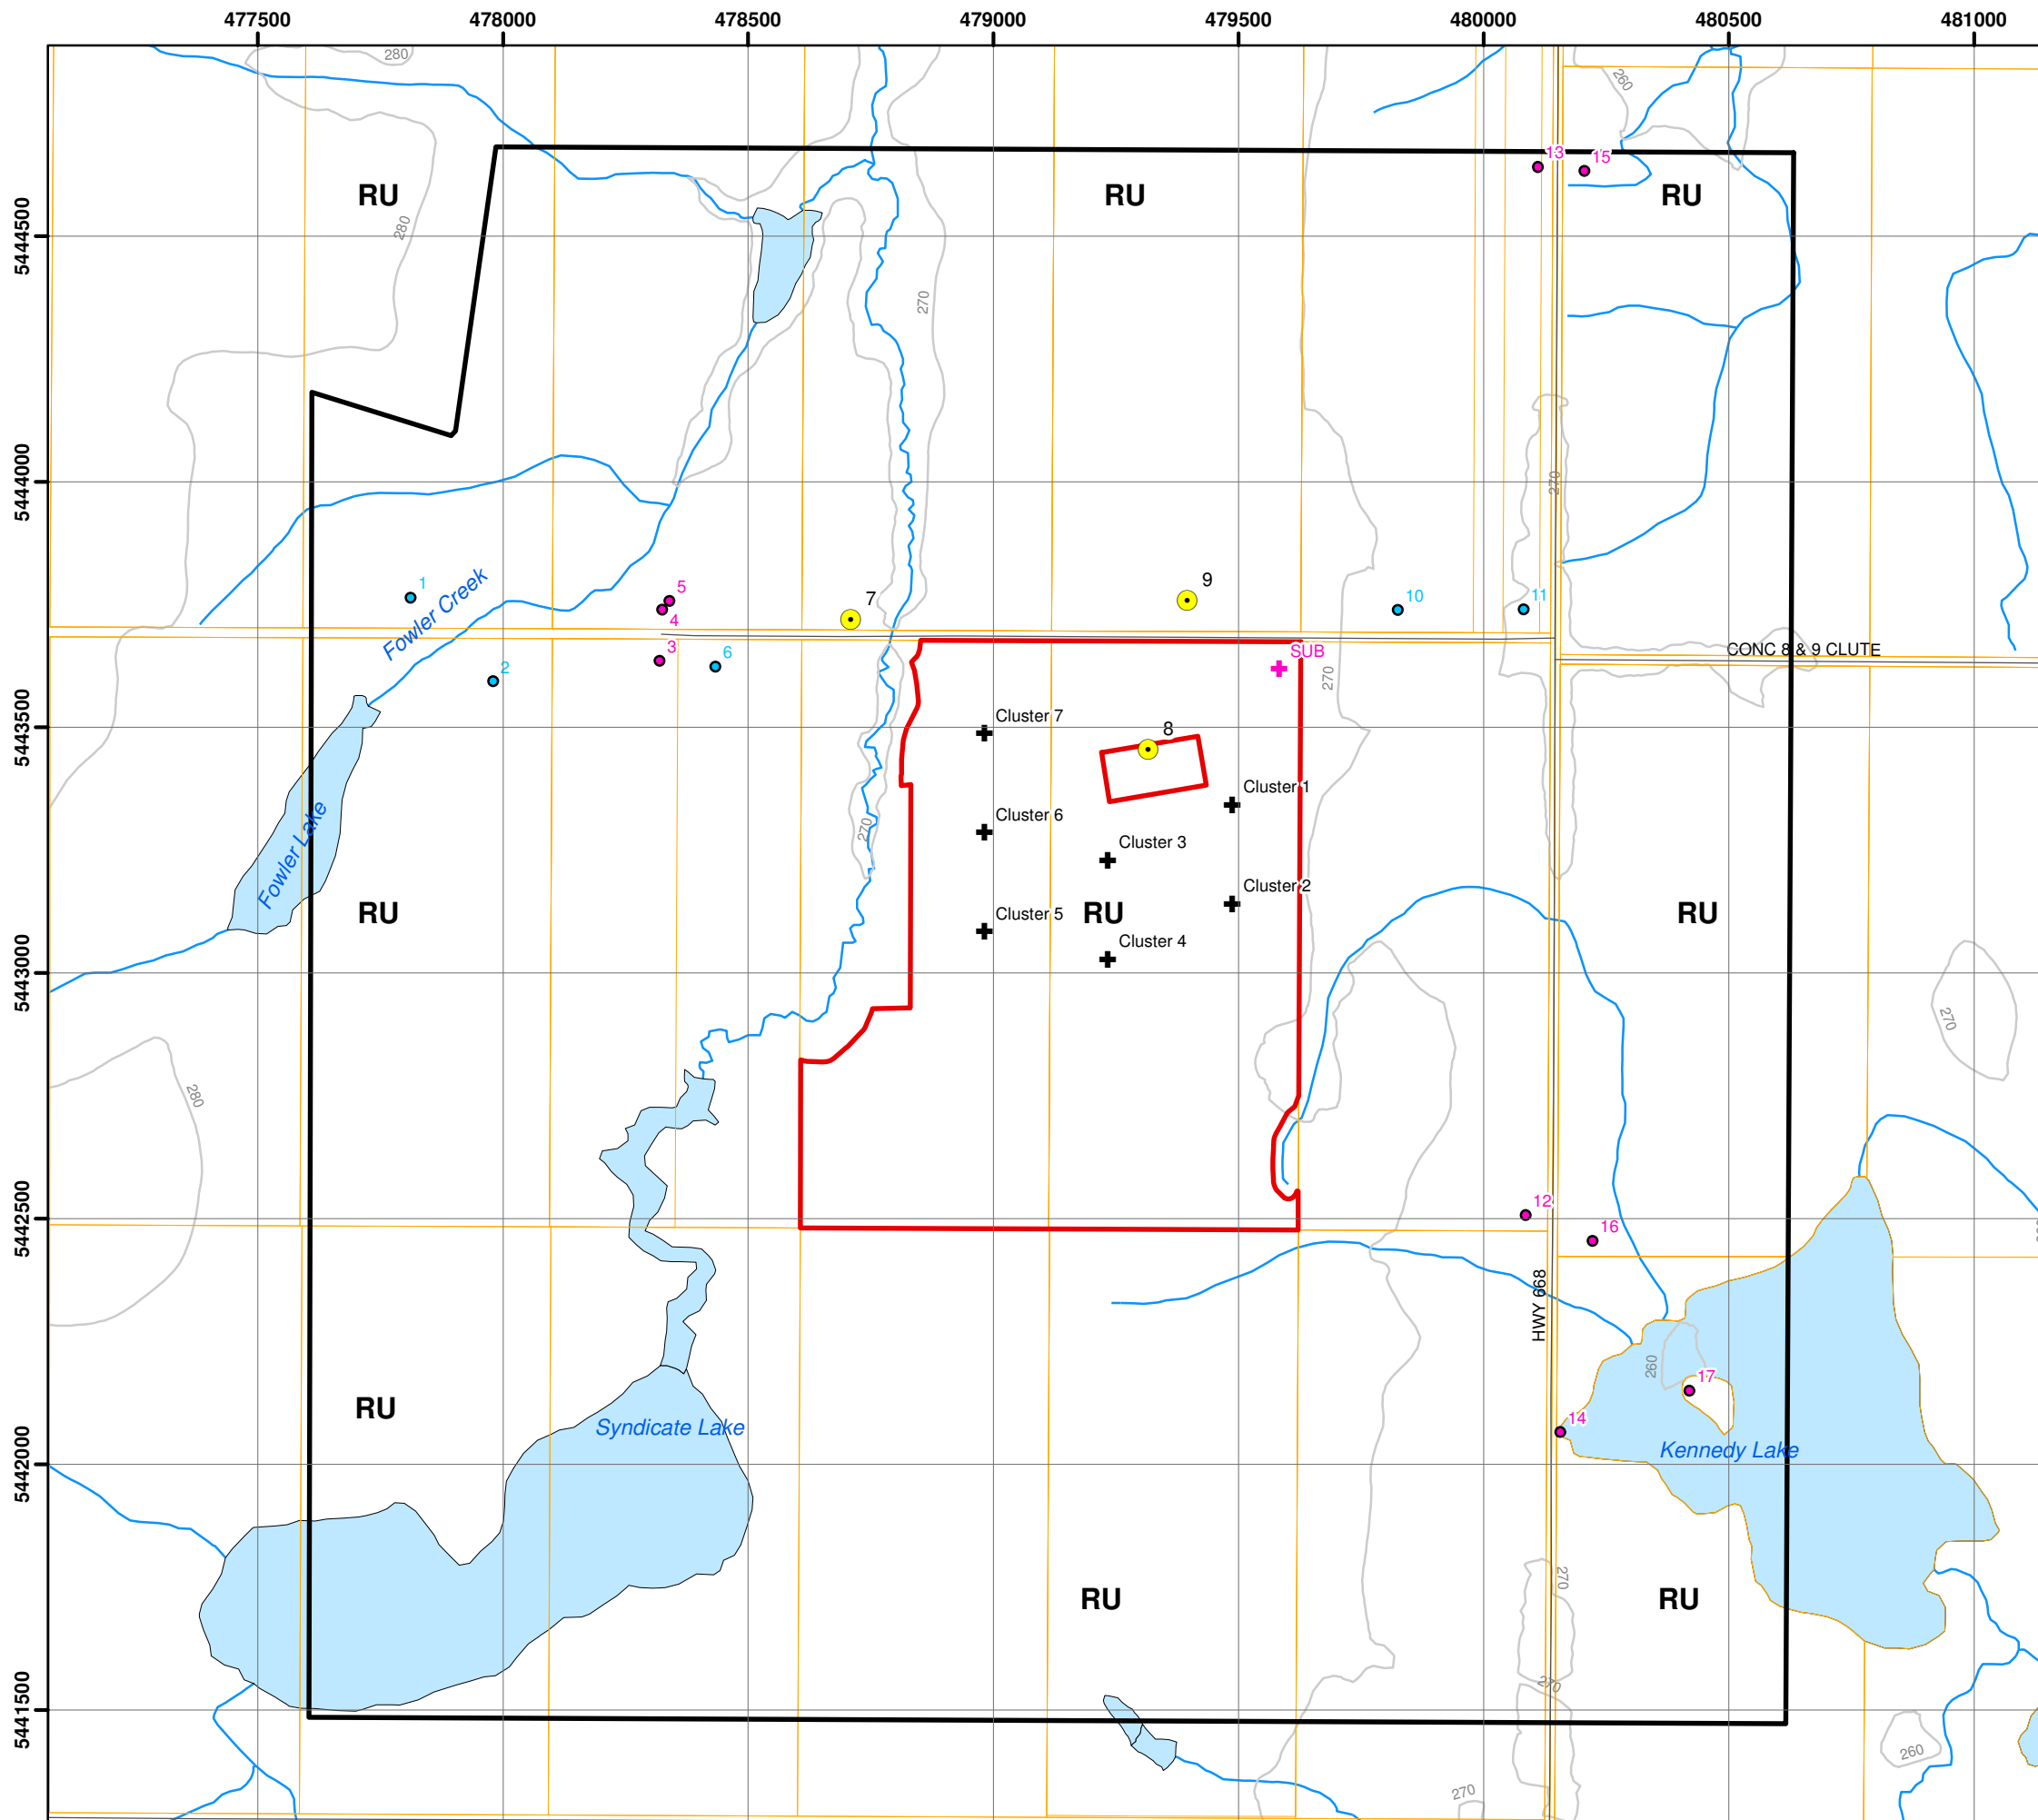 477500 478000 478500 479000 479500 480000 480500 481000
280
260
13
15
RU RU RU
280
5444500
270
5444000
270
1
5
4
Fowler Creek
7
9
10
11
3
6
2
SUB
CONC 8 & 9 CLUTE
270
5443500
Cluster 7
8
Cluster 1
Cluster 6
270
Cluster 3
Fowler Lake
Cluster 2
RU
Cluster 5
RU
RU
Cluster 4
5443000
270
280
12
16
5442500
HWY 668
260
17
RU
14
Syndicate Lake
Kennedy Lake
5442000
270
RU
RU
270
5441500
260
270